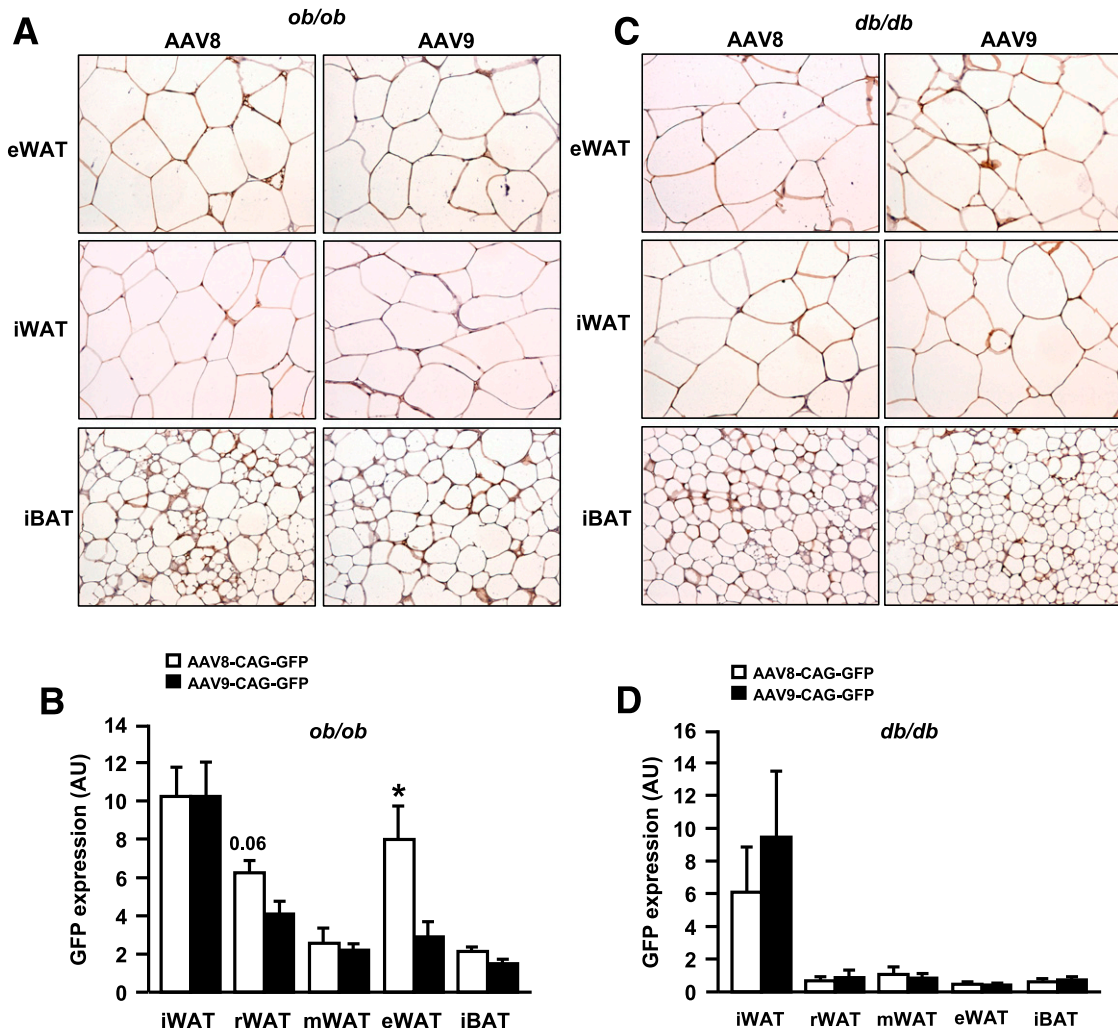 A
ob/ob
AAV8 AAV9
eWAT
iWAT
iBAT
C
db/db
AAV8 AAV9
eWAT
iWAT
iBAT
AAV8-CAG-GFP
AAV9-CAG-GFP
B
ob/ob
GFP expression (AU)
14
12
10
8
6
4
2
0
0.06
*
iWAT rWAT mWAT eWAT iBAT
AAV8-CAG-GFP
AAV9-CAG-GFP
D
db/db
GFP expression (AU)
16
14
12
10
8
6
4
2
0
iWAT rWAT mWAT eWAT iBAT